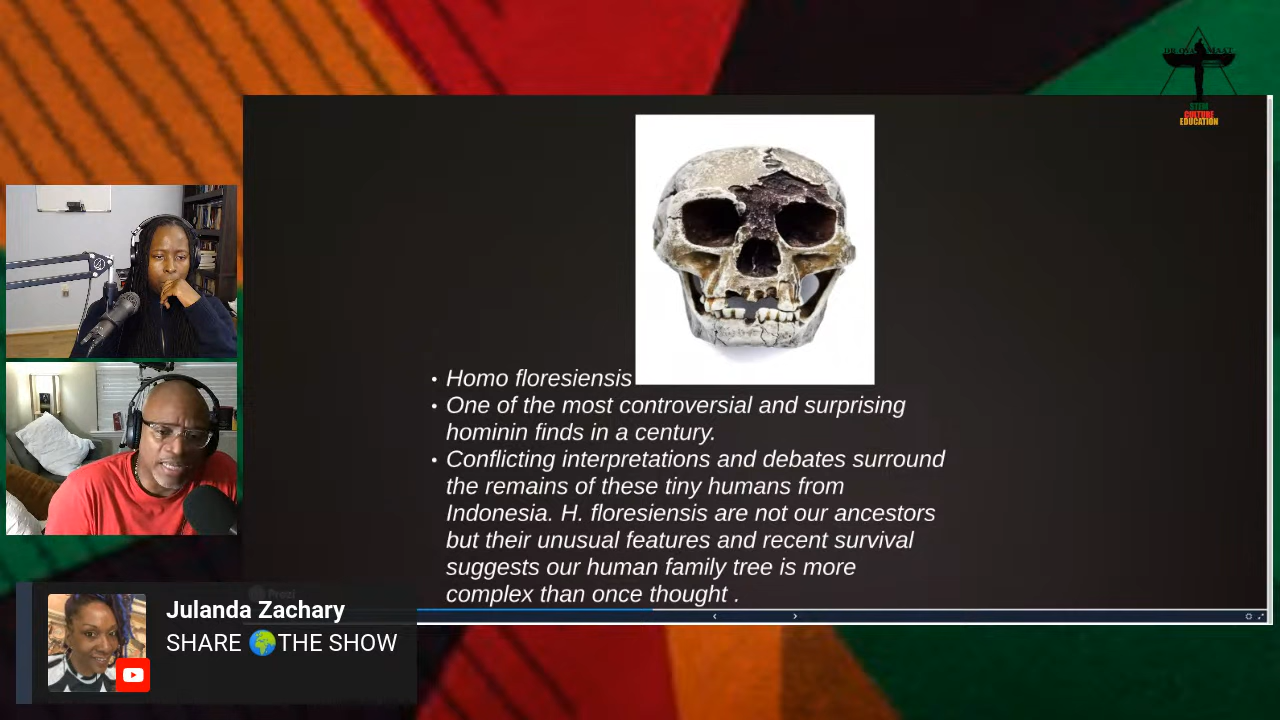 STEM
CULTURE
EDUCATION
• Homo floresiensis
• One of the most controversial and surprising
hominin finds in a century.
• Conflicting interpretations and debates surround
the remains of these tiny humans from
Indonesia. H. floresiensis are not our ancestors
but their unusual features and recent survival
suggests our human family tree is more
complex than once thought .
Prezi
Julanda Zachary
SHARE 🌍THE SHOW